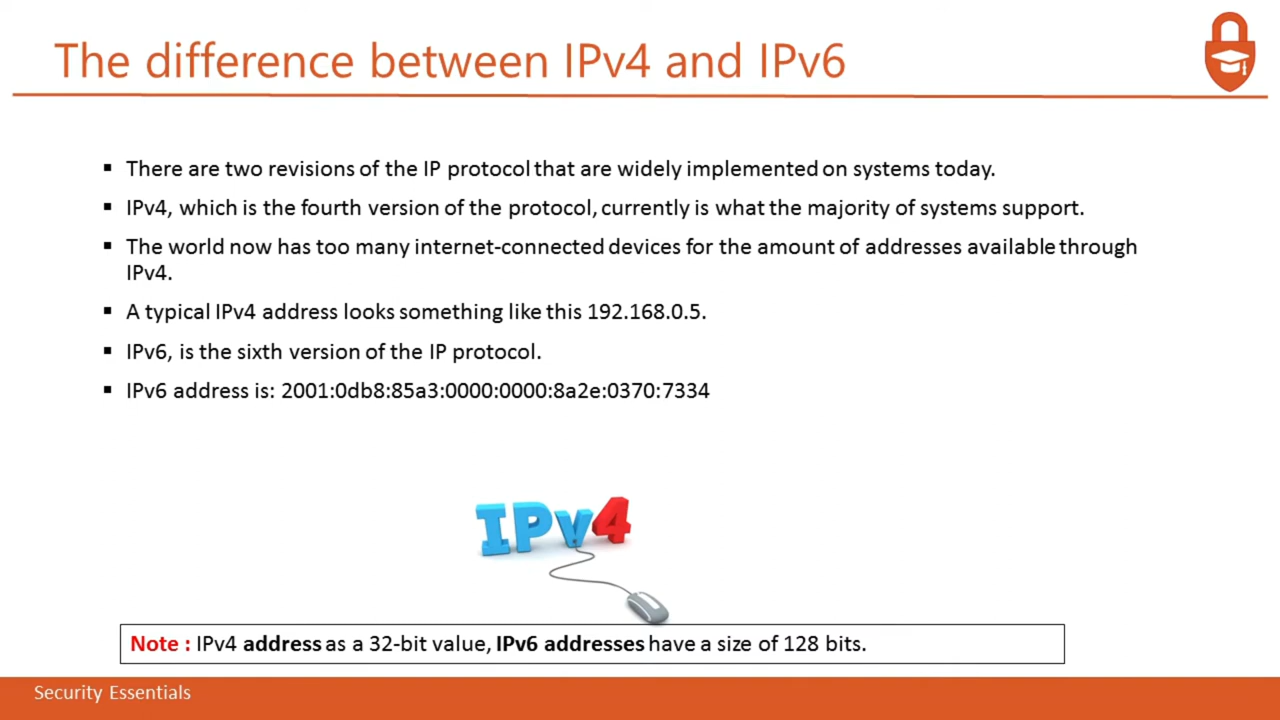 The difference between IPv4 and IPv6
▪ There are two revisions of the IP protocol that are widely implemented on systems today.
▪ IPv4, which is the fourth version of the protocol, currently is what the majority of systems support.
▪ The world now has too many internet-connected devices for the amount of addresses available through
IPv4.
▪ A typical IPv4 address looks something like this 192.168.0.5.
▪ IPv6, is the sixth version of the IP protocol.
▪ IPv6 address is: 2001:0db8:85a3:0000:0000:8a2e:0370:7334
IPv4
Note : IPv4 address as a 32-bit value, IPv6 addresses have a size of 128 bits.
Security Essentials